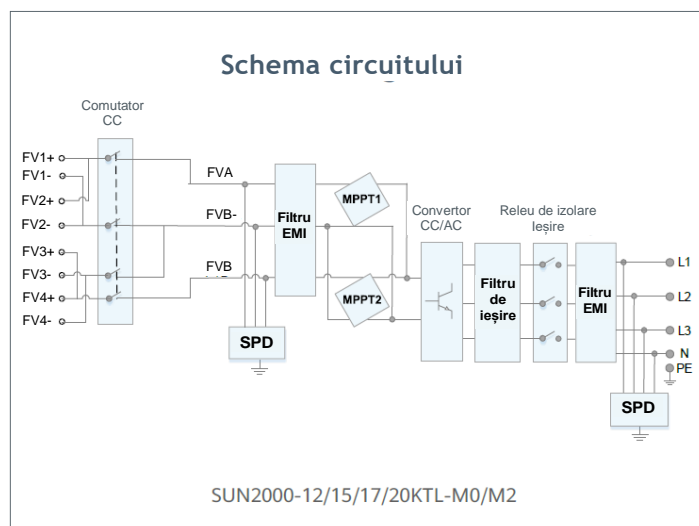 Schema circuitului
Comutator
CC
FV1+
FV1-
FV2+
FV2-
FV3+
FV3-
FV4+
FV4-
FVA
FVB-
FVB
SPD
Filtru
EMI
MPPT1
MPPT2
Convertor
CC/AC
Filtru
de
ieșire
Releu de izolare
Ieșire
Filtru
EMI
L1
L2
L3
N
PE
SPD
SUN2000-12/15/17/20KTL-M0/M2